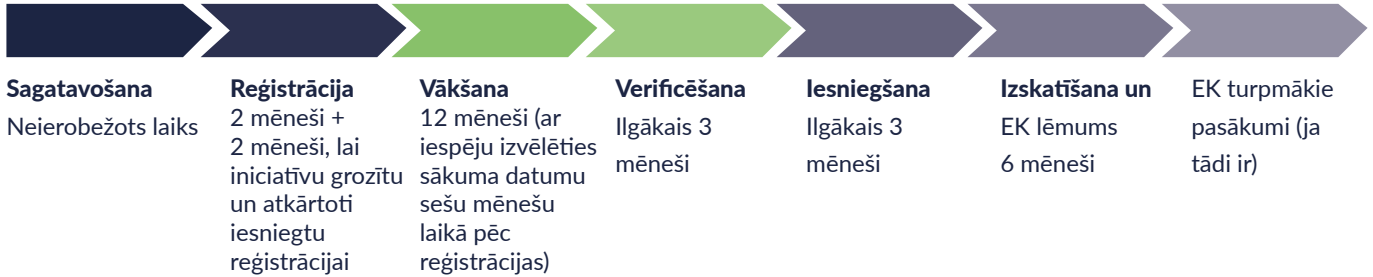 Sagatavošana
Neierobežots laiks
Reģistrācija
2 mēneši +
2 mēneši, lai
iniciatīvu grozītu
un atkārtoti
iesniegtu
reģistrācijai
Vākšana
12 mēneši (ar
iespēju izvēlēties
sākuma datumu
sešu mēnešu
laikā pēc
reģistrācijas)
Verificēšana
Ilgākais 3
mēneši
Iesniegšana
Ilgākais 3
mēneši
Izskatīšana un
EK lēmums
6 mēneši
EK turpmākie
pasākumi (ja
tādi ir)